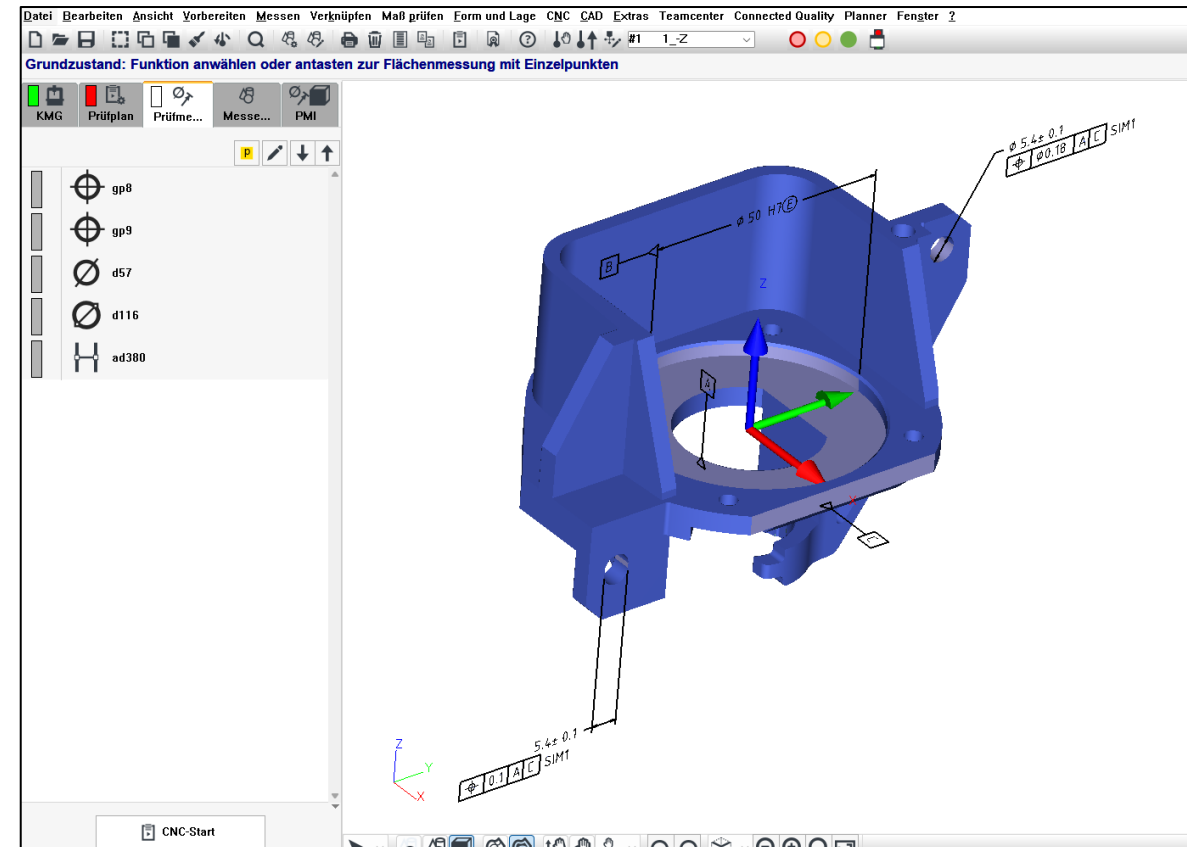 Datei Bearbeiten Ansicht Vorbereiten Messen Verknüpfen Maß prüfen Form und Lage CNC CAD Extras Teamcenter Connected Quality Planner Fenster ?
#1 1_-Z
Grundzustand: Funktion anwählen oder antasten zur Flächenmessung mit Einzelpunkten
KMG Prüfplan Prüfme... Messe... PMI
P
gp8
gp9
d57
d116
ad380
CNC-Start
⌀ 5.4± 0.1
⌖ ⌀0.18 A C SIM1
⌀ 50 H7Ⓔ
B
Z
A
X
C
5.4± 0.1
⌖ 0.1 A C SIM1
Z
Y
X